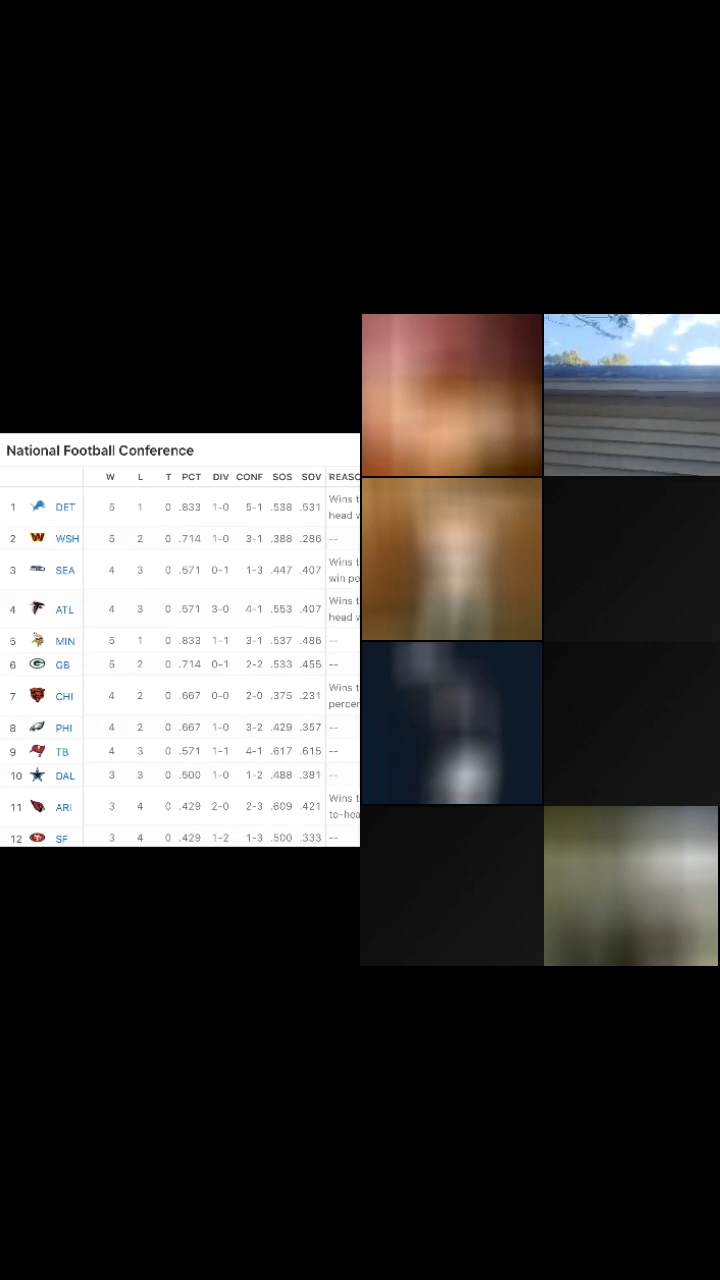 National Football Conference
W L T PCT DIV CONF SOS SOV REASO
1 DET 5 1 0 .833 1-0 5-1 .538 .531 Wins t
head w
2 WSH 5 2 0 .714 1-0 3-1 .388 .286 --
3 SEA 4 3 0 .571 0-1 1-3 .447 .407 Wins t
win pe
4 ATL 4 3 0 .571 3-0 4-1 .553 .407 Wins t
head w
5 MIN 5 1 0 .833 1-1 3-1 .537 .486 --
6 GB 5 2 0 .714 0-1 2-2 .533 .455 --
7 CHI 4 2 0 .667 0-0 2-0 .375 .231 Wins t
percen
8 PHI 4 2 0 .667 1-0 3-2 .429 .357 --
9 TB 4 3 0 .571 1-1 4-1 .617 .615 --
10 DAL 3 3 0 .500 1-0 1-2 .488 .381 --
11 ARI 3 4 0 .429 2-0 2-3 .609 .421 Wins t
to-hea
12 SF 3 4 0 .429 1-2 1-3 .500 .333 --